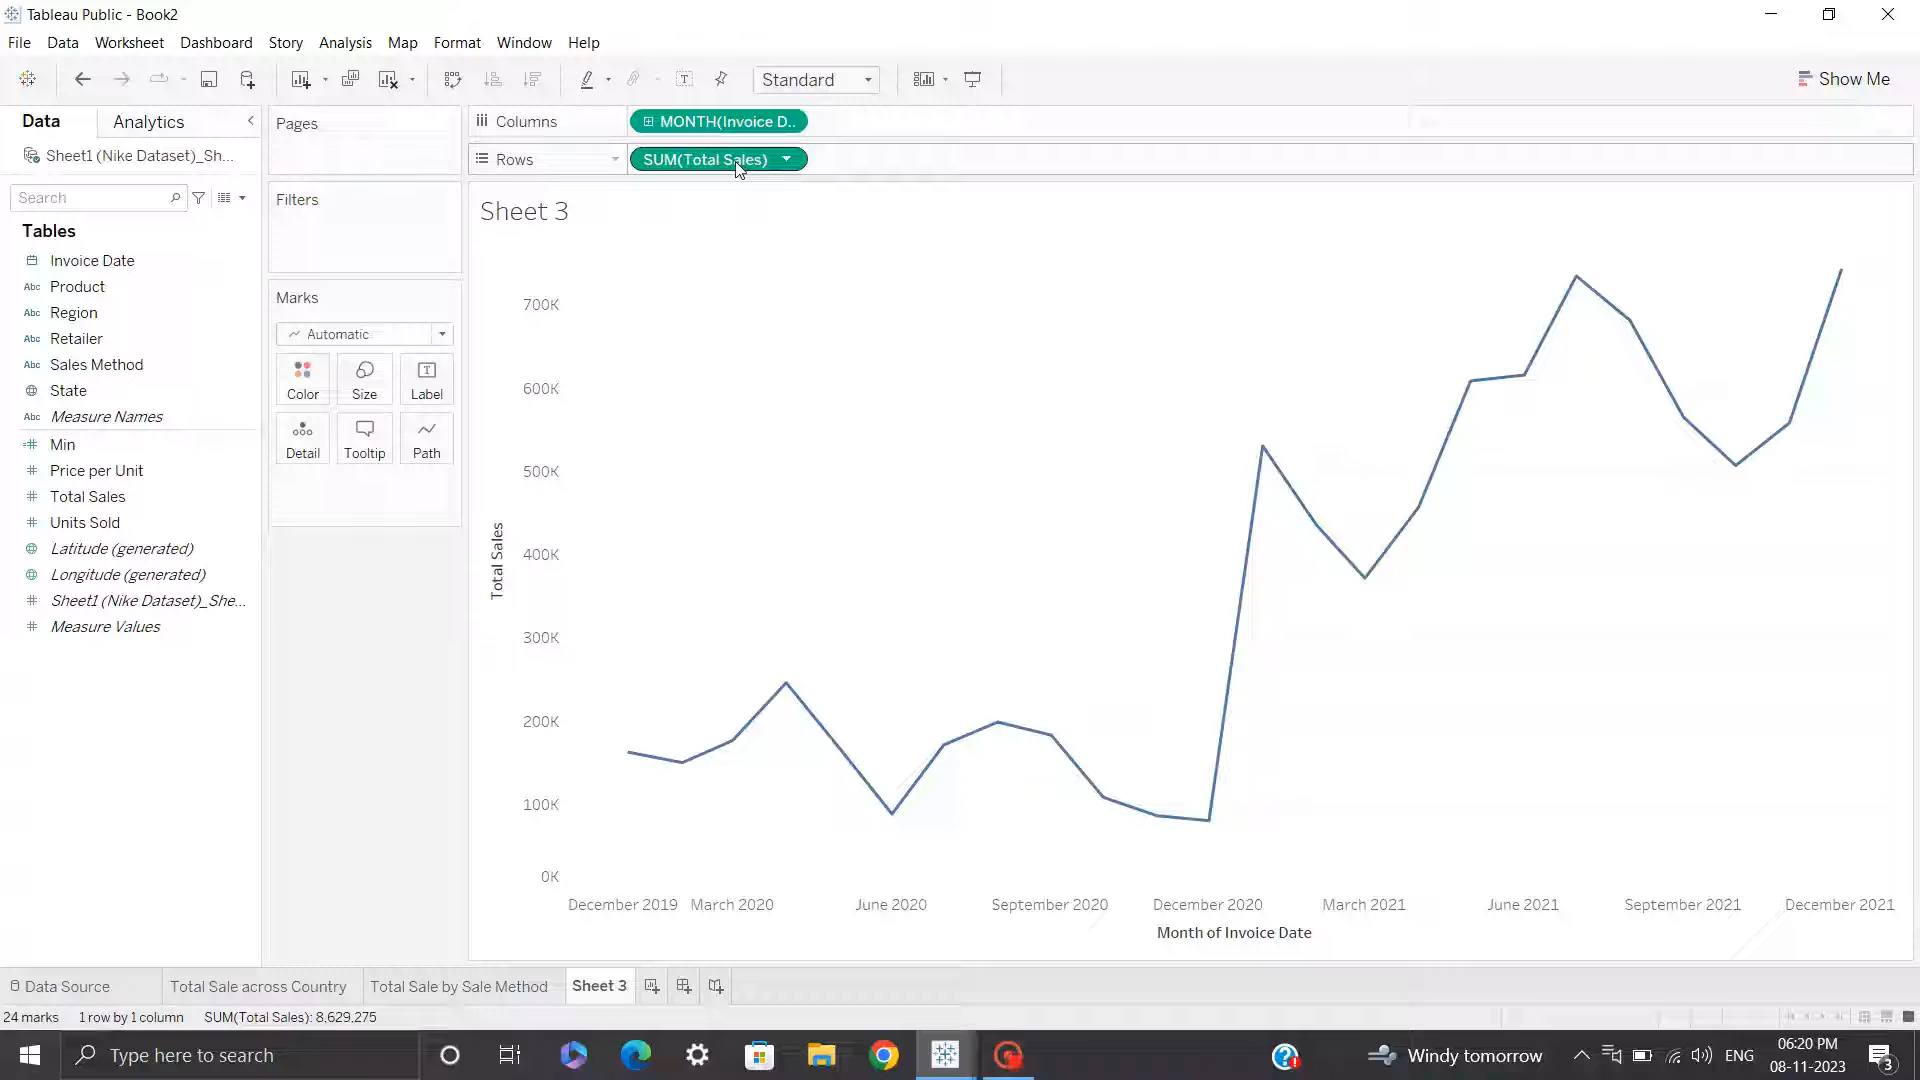 Tableau Public - Book2
File Data Worksheet Dashboard Story Analysis Map Format Window Help
Standard
Show Me
Data Analytics
Sheet1 (Nike Dataset)_Sh...
Search
Tables
Invoice Date
Abc Product
Abc Region
Abc Retailer
Abc Sales Method
State
Abc Measure Names
Min
Price per Unit
Total Sales
Units Sold
Latitude (generated)
Longitude (generated)
Sheet1 (Nike Dataset)_She...
Measure Values
Pages
Filters
Marks
Automatic
Color Size Label
Detail Tooltip Path
Columns MONTH(Invoice D..
Rows SUM(Total Sales)
Sheet 3
700K
600K
500K
400K
300K
200K
100K
0K
Total Sales
December 2019 March 2020 June 2020 September 2020 December 2020 March 2021 June 2021 September 2021 December 2021
Month of Invoice Date
Data Source Total Sale across Country Total Sale by Sale Method Sheet 3
24 marks 1 row by 1 column SUM(Total Sales): 8,629,275
Type here to search
Windy tomorrow
ENG
06:20 PM
08-11-2023
3